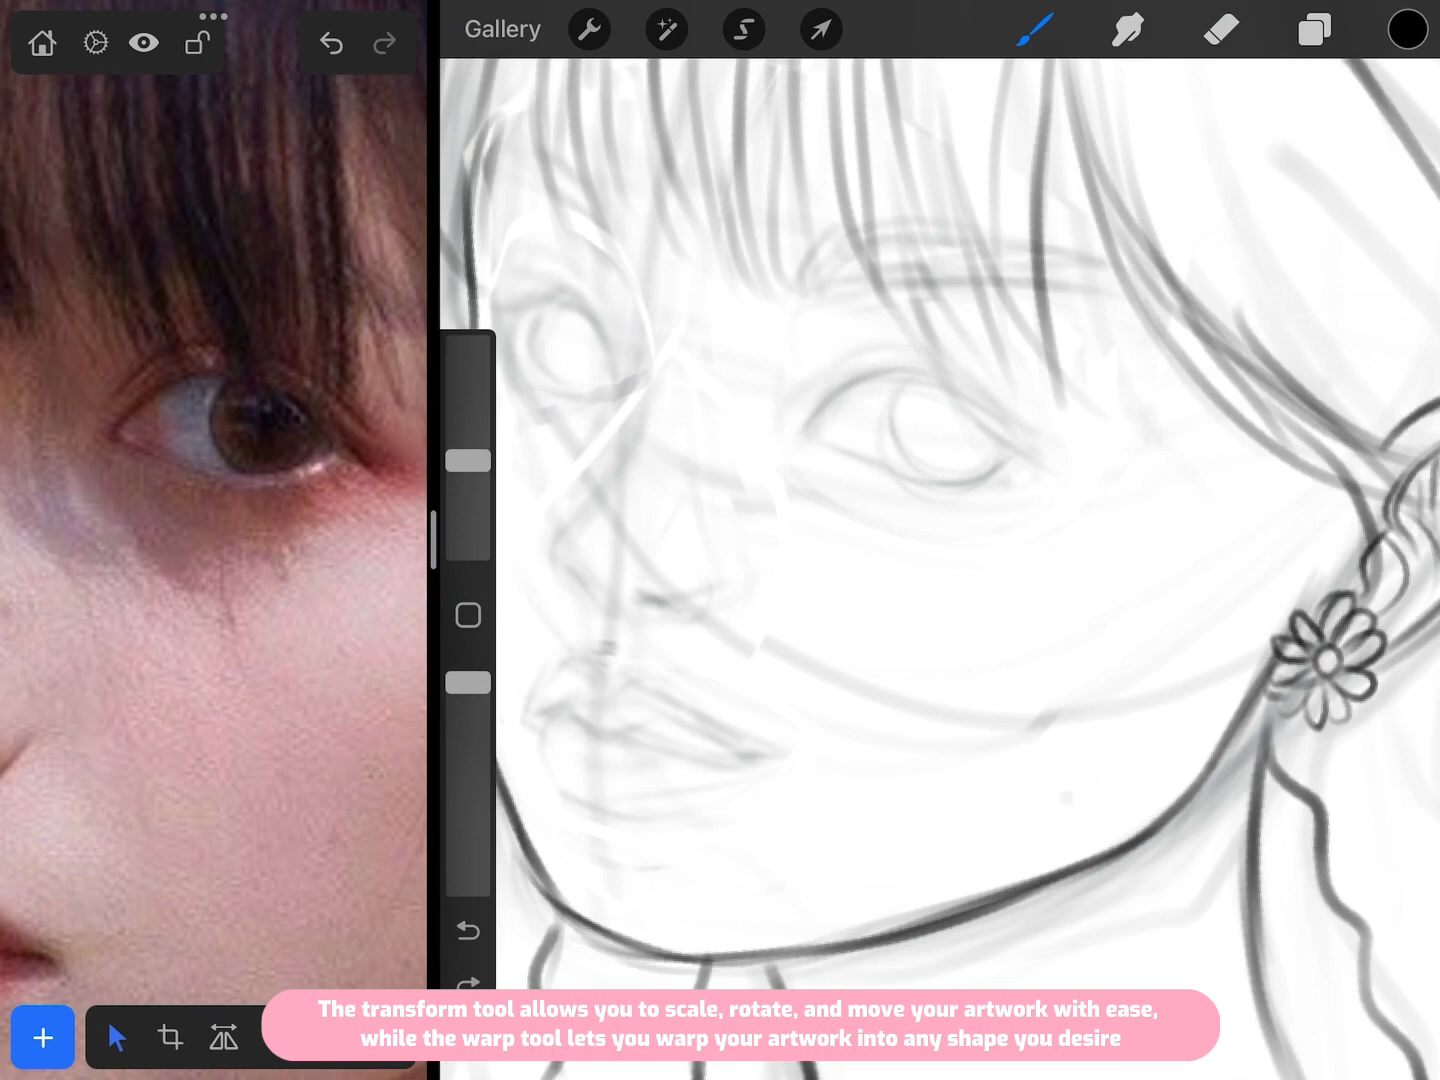 Gallery
The transform tool allows you to scale, rotate, and move your artwork with ease,
while the warp tool lets you warp your artwork into any shape you desire